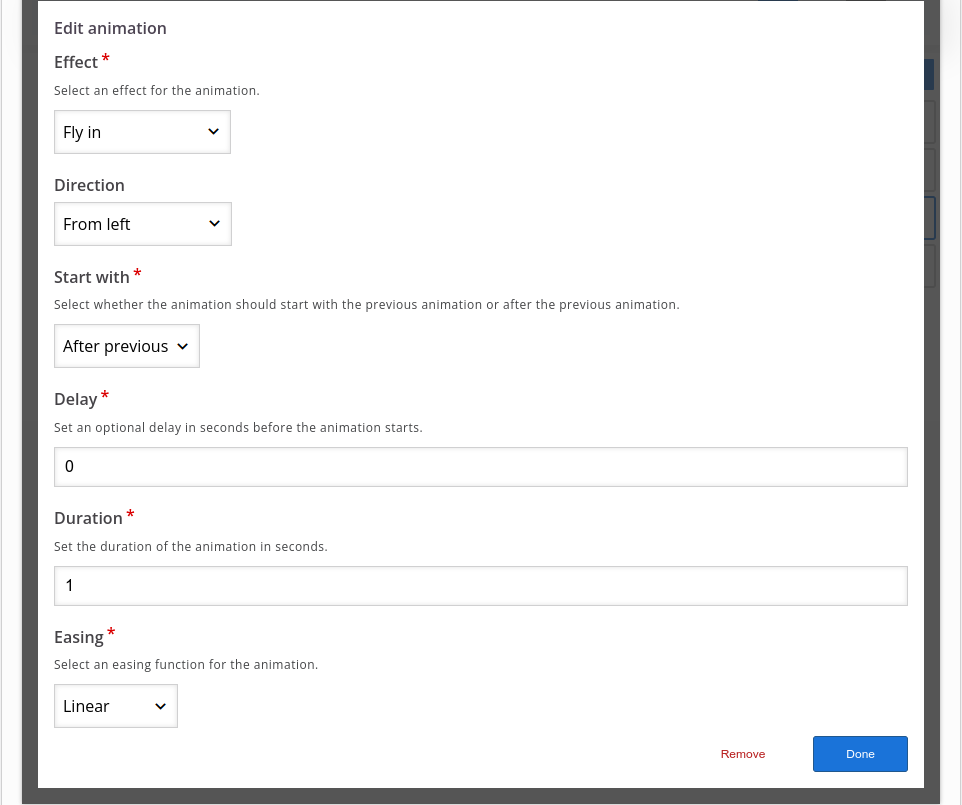 Edit animation
Effect *
Select an effect for the animation.
Fly in
Direction
From left
Start with *
Select whether the animation should start with the previous animation or after the previous animation.
After previous
Delay *
Set an optional delay in seconds before the animation starts.
0
Duration *
Set the duration of the animation in seconds.
1
Easing *
Select an easing function for the animation.
Linear
Remove Done